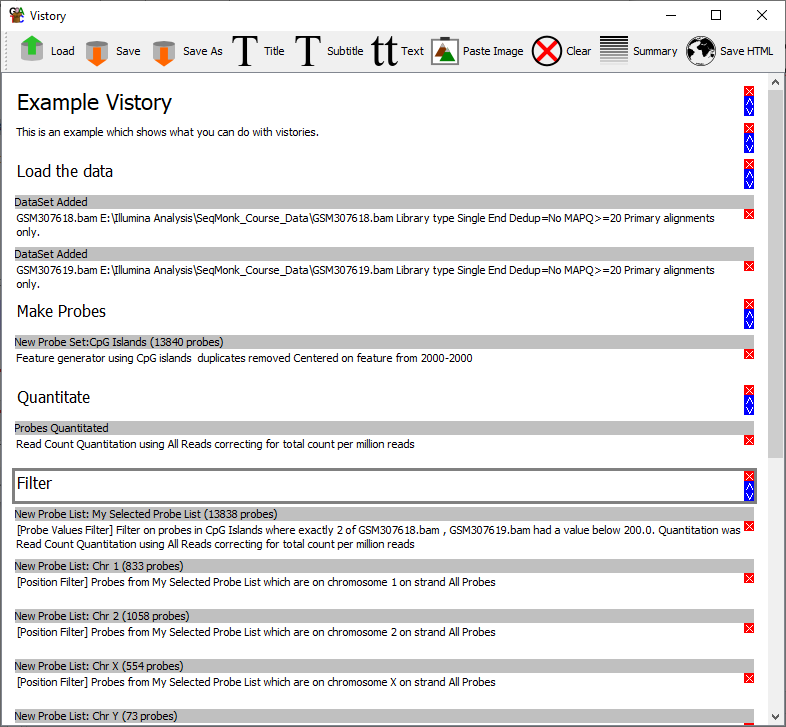 Vistory
Load Save Save As Title Subtitle Text Paste Image Clear Summary Save HTML
Example Vistory
This is an example which shows what you can do with vistories.
Load the data
DataSet Added
GSM307618.bam E:\Illumina Analysis\SeqMonk_Course_Data\GSM307618.bam Library type Single End Dedup=No MAPQ>=20 Primary alignments
only.
DataSet Added
GSM307619.bam E:\Illumina Analysis\SeqMonk_Course_Data\GSM307619.bam Library type Single End Dedup=No MAPQ>=20 Primary alignments
only.
Make Probes
New Probe Set:CpG Islands (13840 probes)
Feature generator using CpG islands  duplicates removed Centered on feature from 2000-2000
Quantitate
Probes Quantitated
Read Count Quantitation using All Reads correcting for total count per million reads
Filter
New Probe List: My Selected Probe List (13838 probes)
[Probe Values Filter] Filter on probes in CpG Islands where exactly 2 of GSM307618.bam , GSM307619.bam had a value below 200.0. Quantitation was
Read Count Quantitation using All Reads correcting for total count per million reads
New Probe List: Chr 1 (833 probes)
[Position Filter] Probes from My Selected Probe List which are on chromosome 1 on strand All Probes
New Probe List: Chr 2 (1058 probes)
[Position Filter] Probes from My Selected Probe List which are on chromosome 2 on strand All Probes
New Probe List: Chr X (554 probes)
[Position Filter] Probes from My Selected Probe List which are on chromosome X on strand All Probes
New Probe List: Chr Y (73 probes)